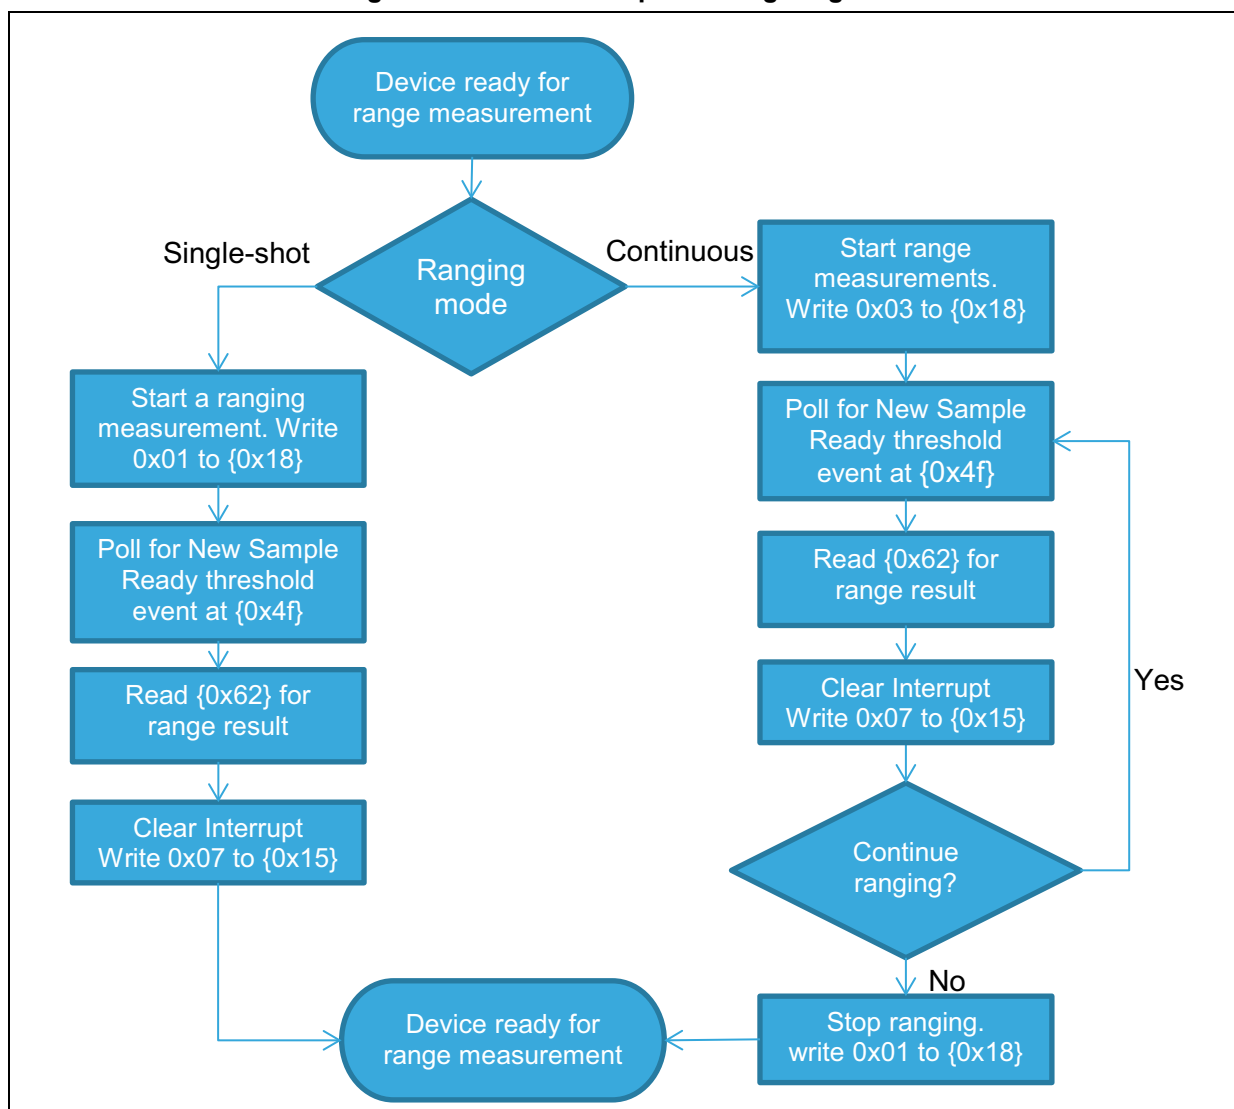 Device ready for
range measurement
Single-shot
Ranging
mode
Continuous
Start range
measurements.
Write 0x03 to {0x18}
Start a ranging
measurement. Write
0x01 to {0x18}
Poll for New Sample
Ready threshold
event at {0x4f}
Read {0x62} for
range result
Clear Interrupt
Write 0x07 to {0x15}
Poll for New Sample
Ready threshold
event at {0x4f}
Read {0x62} for
range result
Clear Interrupt
Write 0x07 to {0x15}
Yes
Continue
ranging?
No
Stop ranging.
write 0x01 to {0x18}
Device ready for
range measurement